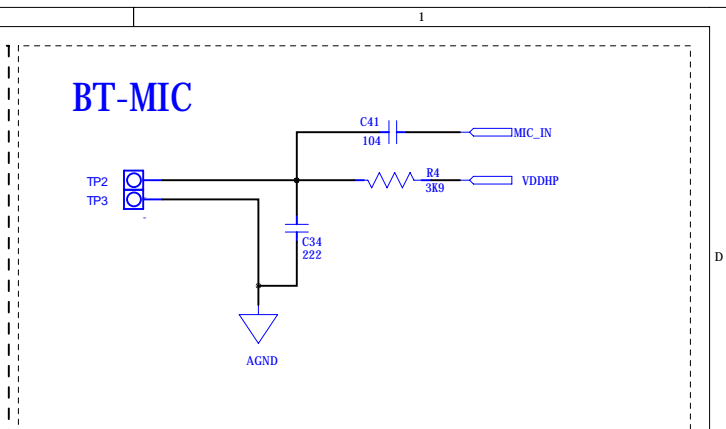 1
BT-MIC
C41
104
MIC_IN
TP2
R4
VDDHP
3K9
TP3
C34
222
D
AGND